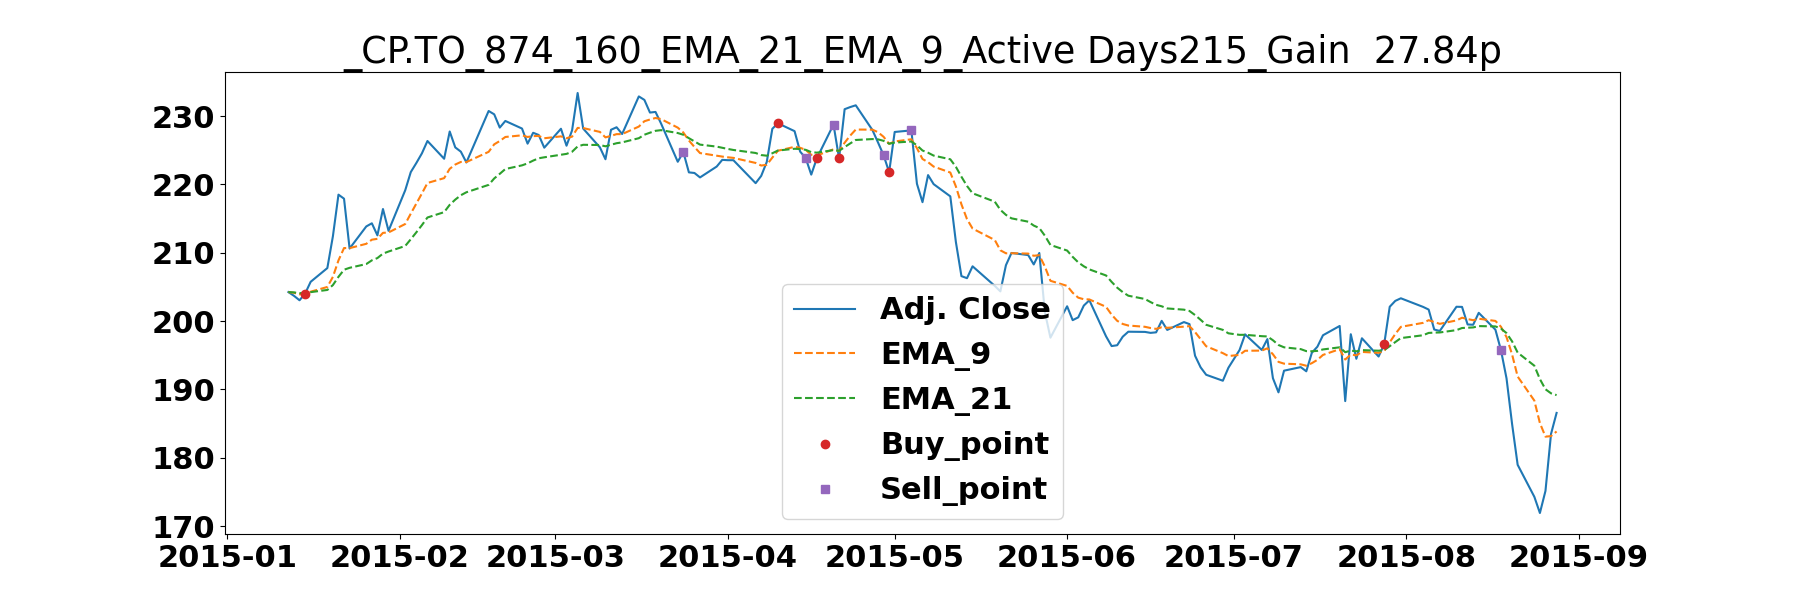 _CP.TO_874_160_EMA_21_EMA_9_Active Days215_Gain  27.84p
230
220
210
200
190
180
170
Adj. Close
EMA_9
EMA_21
Buy_point
Sell_point
2015-01 2015-02 2015-03 2015-04 2015-05 2015-06 2015-07 2015-08 2015-09